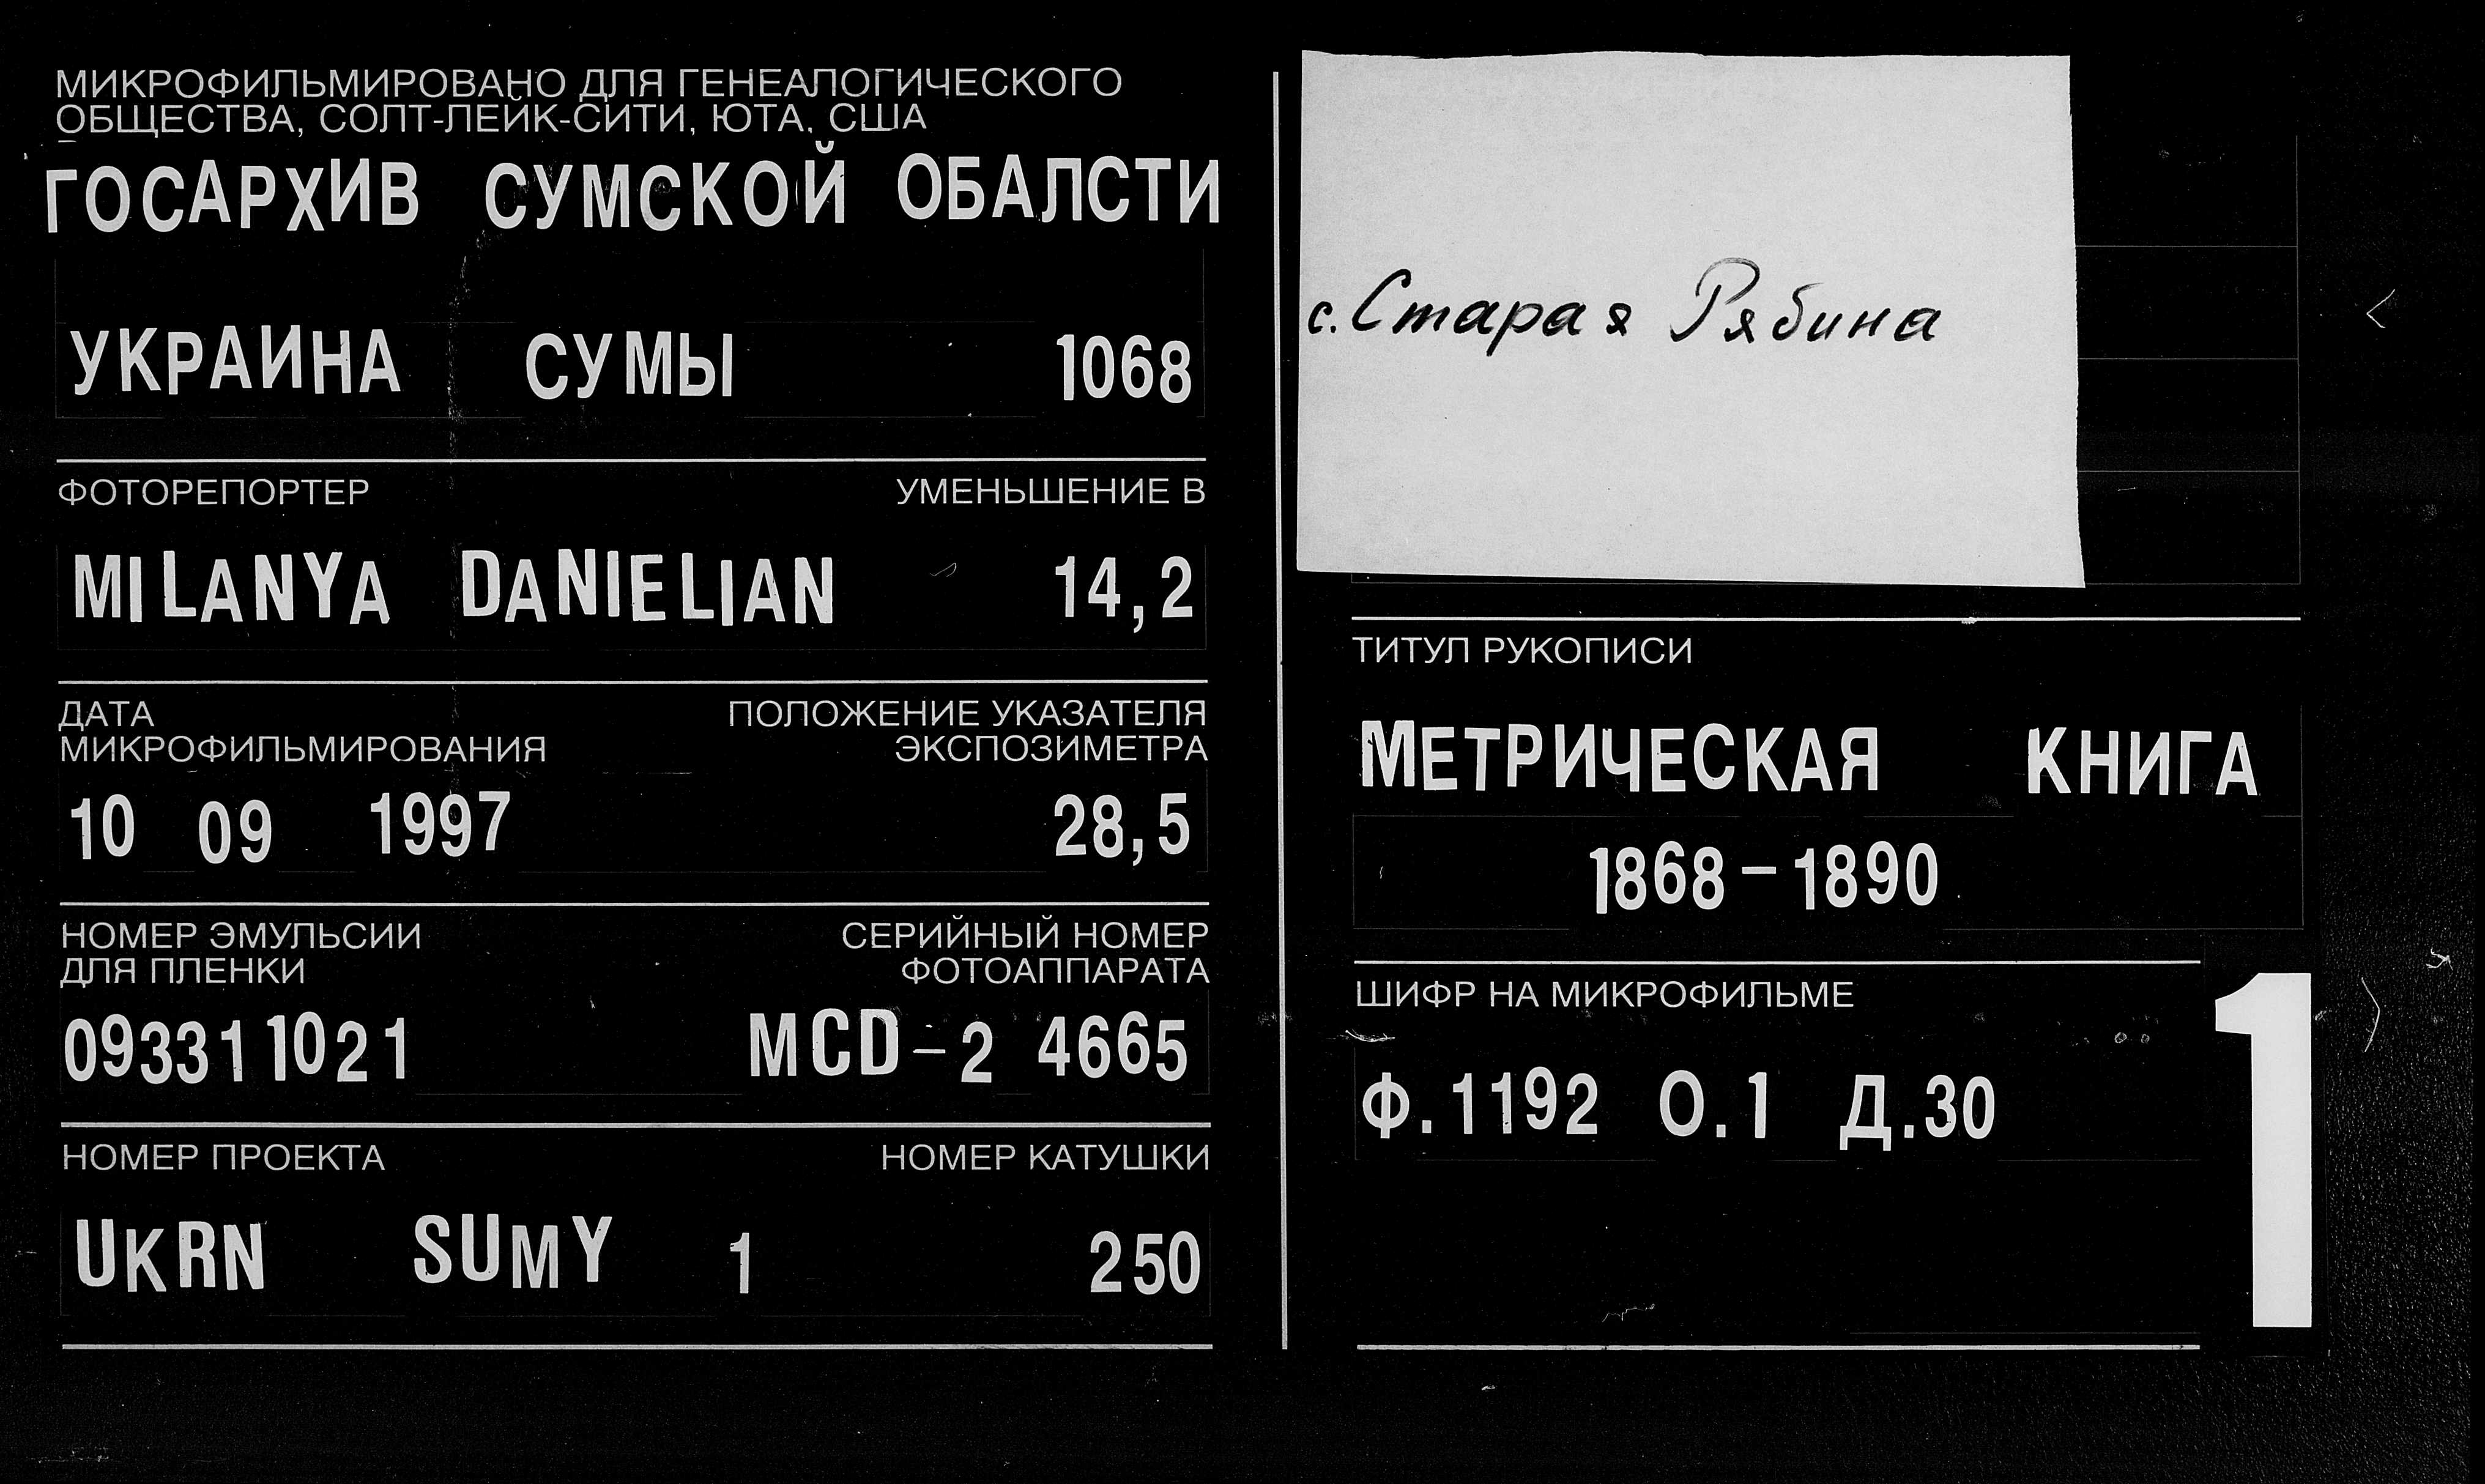 МИКРОФИЛЬМИРОВАНО ДЛЯ ГЕНЕАЛОГИЧЕСКОГО
ОБЩЕСТВА, СОЛТ-ЛЕЙК-СИТИ, ЮТА, США
ГОСАРХИВ СУМСКОЙ ОБАЛСТИ
УКРАИНА СУМЫ 1068
ФОТОРЕПОРТЕР УМЕНЬШЕНИЕ В
MILANYA DANIELIAN 14,2
ДАТА
МИКРОФИЛЬМИРОВАНИЯ
ПОЛОЖЕНИЕ УКАЗАТЕЛЯ
ЭКСПОЗИМЕТРА
10 09 1997 28,5
НОМЕР ЭМУЛЬСИИ
ДЛЯ ПЛЕНКИ
СЕРИЙНЫЙ НОМЕР
ФОТОАППАРАТА
093311021 MCD-2 4665
НОМЕР ПРОЕКТА НОМЕР КАТУШКИ
UKRN SUMY 1 250
с. Старая Рябина
ТИТУЛ РУКОПИСИ
МЕТРИЧЕСКАЯ КНИГА
1868-1890
ШИФР НА МИКРОФИЛЬМЕ
Ф.1192 О.1 Д.30
1